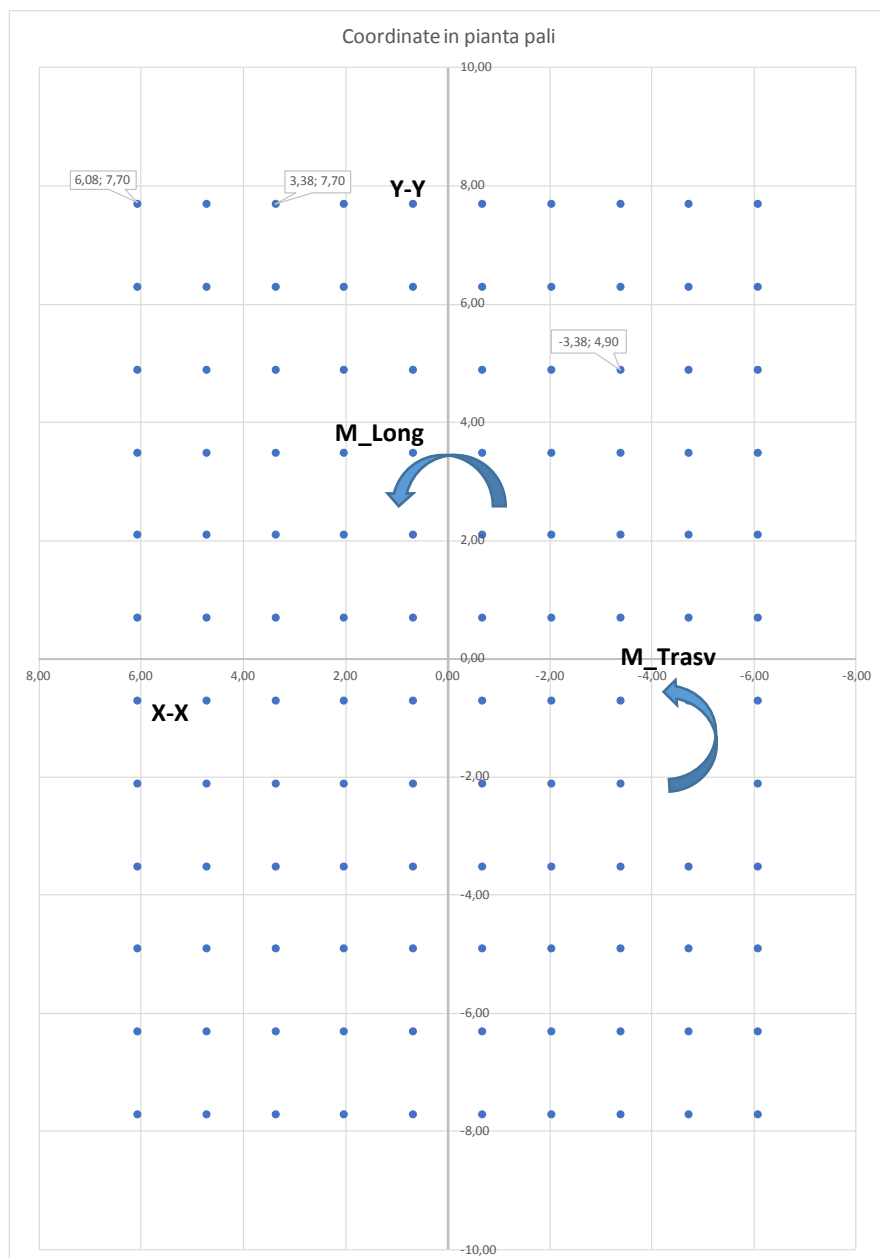 Coordinate in pianta pali
10,00
6,08; 7,70
3,38; 7,70
Y-Y
8,00
6,00
-3,38; 4,90
4,00
M_Long
2,00
0,00
M_Trasv
8,00 6,00 4,00 2,00 0,00 -2,00 -4,00 -6,00 -8,00
X-X
-2,00
-4,00
-6,00
-8,00
-10,00